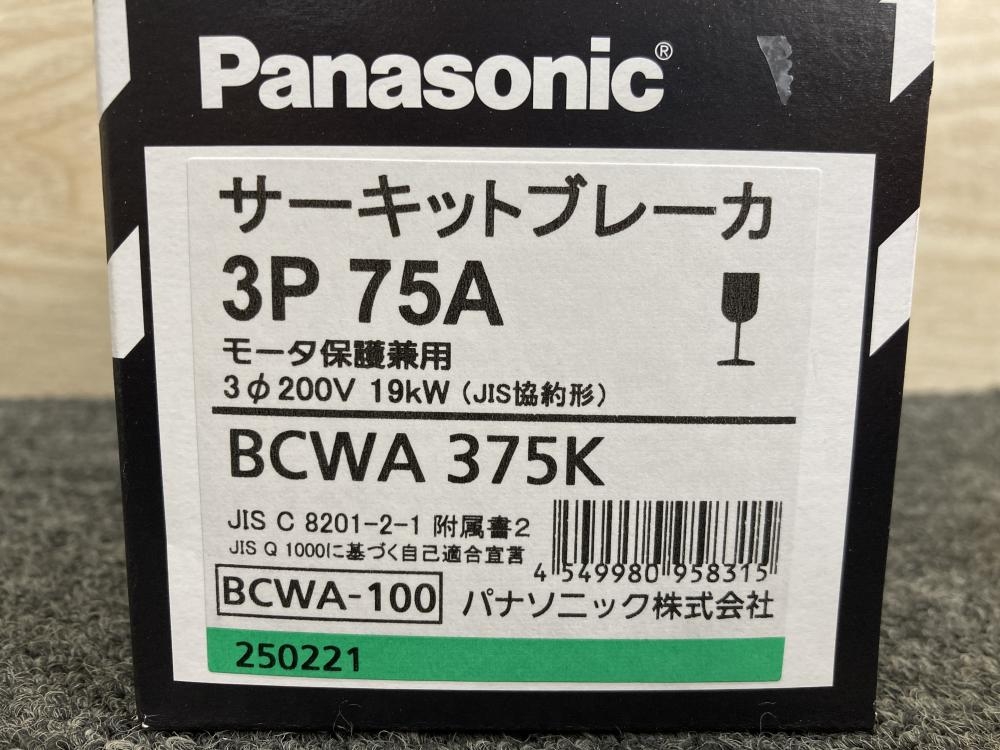 Panasonic®
サーキットブレーカ
3P 75A
モータ保護兼用
3φ200V 19kW (JIS協約形)
BCWA 375K
JIS C 8201-2-1 附属書2
JIS Q 1000に基づく自己適合宣言
4 549980 958315
BCWA-100
パナソニック株式会社
250221